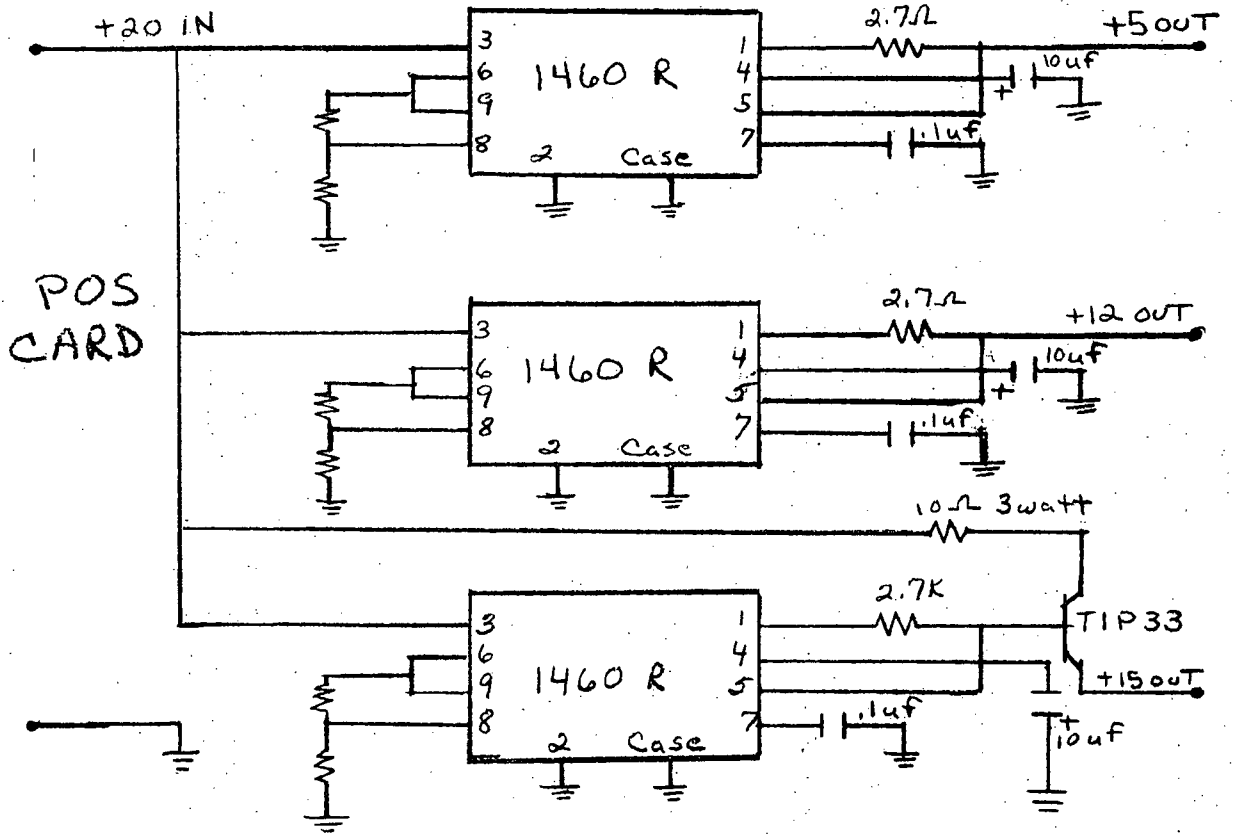 +20 IN
3
6
9
8
1460 R
2
Case
1
4
5
7
2.7Ω
+5 OUT
+
10uf
.1uf
POS
CARD
3
6
9
8
1460 R
2
Case
1
4
5
7
2.7Ω
+12 OUT
+
10uf
.1uf
10Ω 3watt
3
6
9
8
1460 R
2
Case
1
4
5
7
2.7K
TIP33
+15 OUT
.1uf
+
10uf